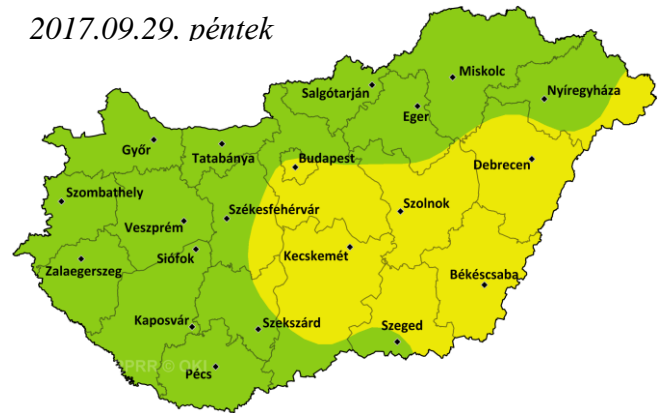 2017.09.29. péntek
Miskolc
Salgótarján
Nyíregyháza
Eger
Győr
Tatabánya
Budapest
Debrecen
Szombathely
Székesfehérvár
Szolnok
Veszprém
Siófok
Kecskemét
Zalaegerszeg
Békéscsaba
Kaposvár
Szekszárd
Szeged
PRR © OKI
Pécs